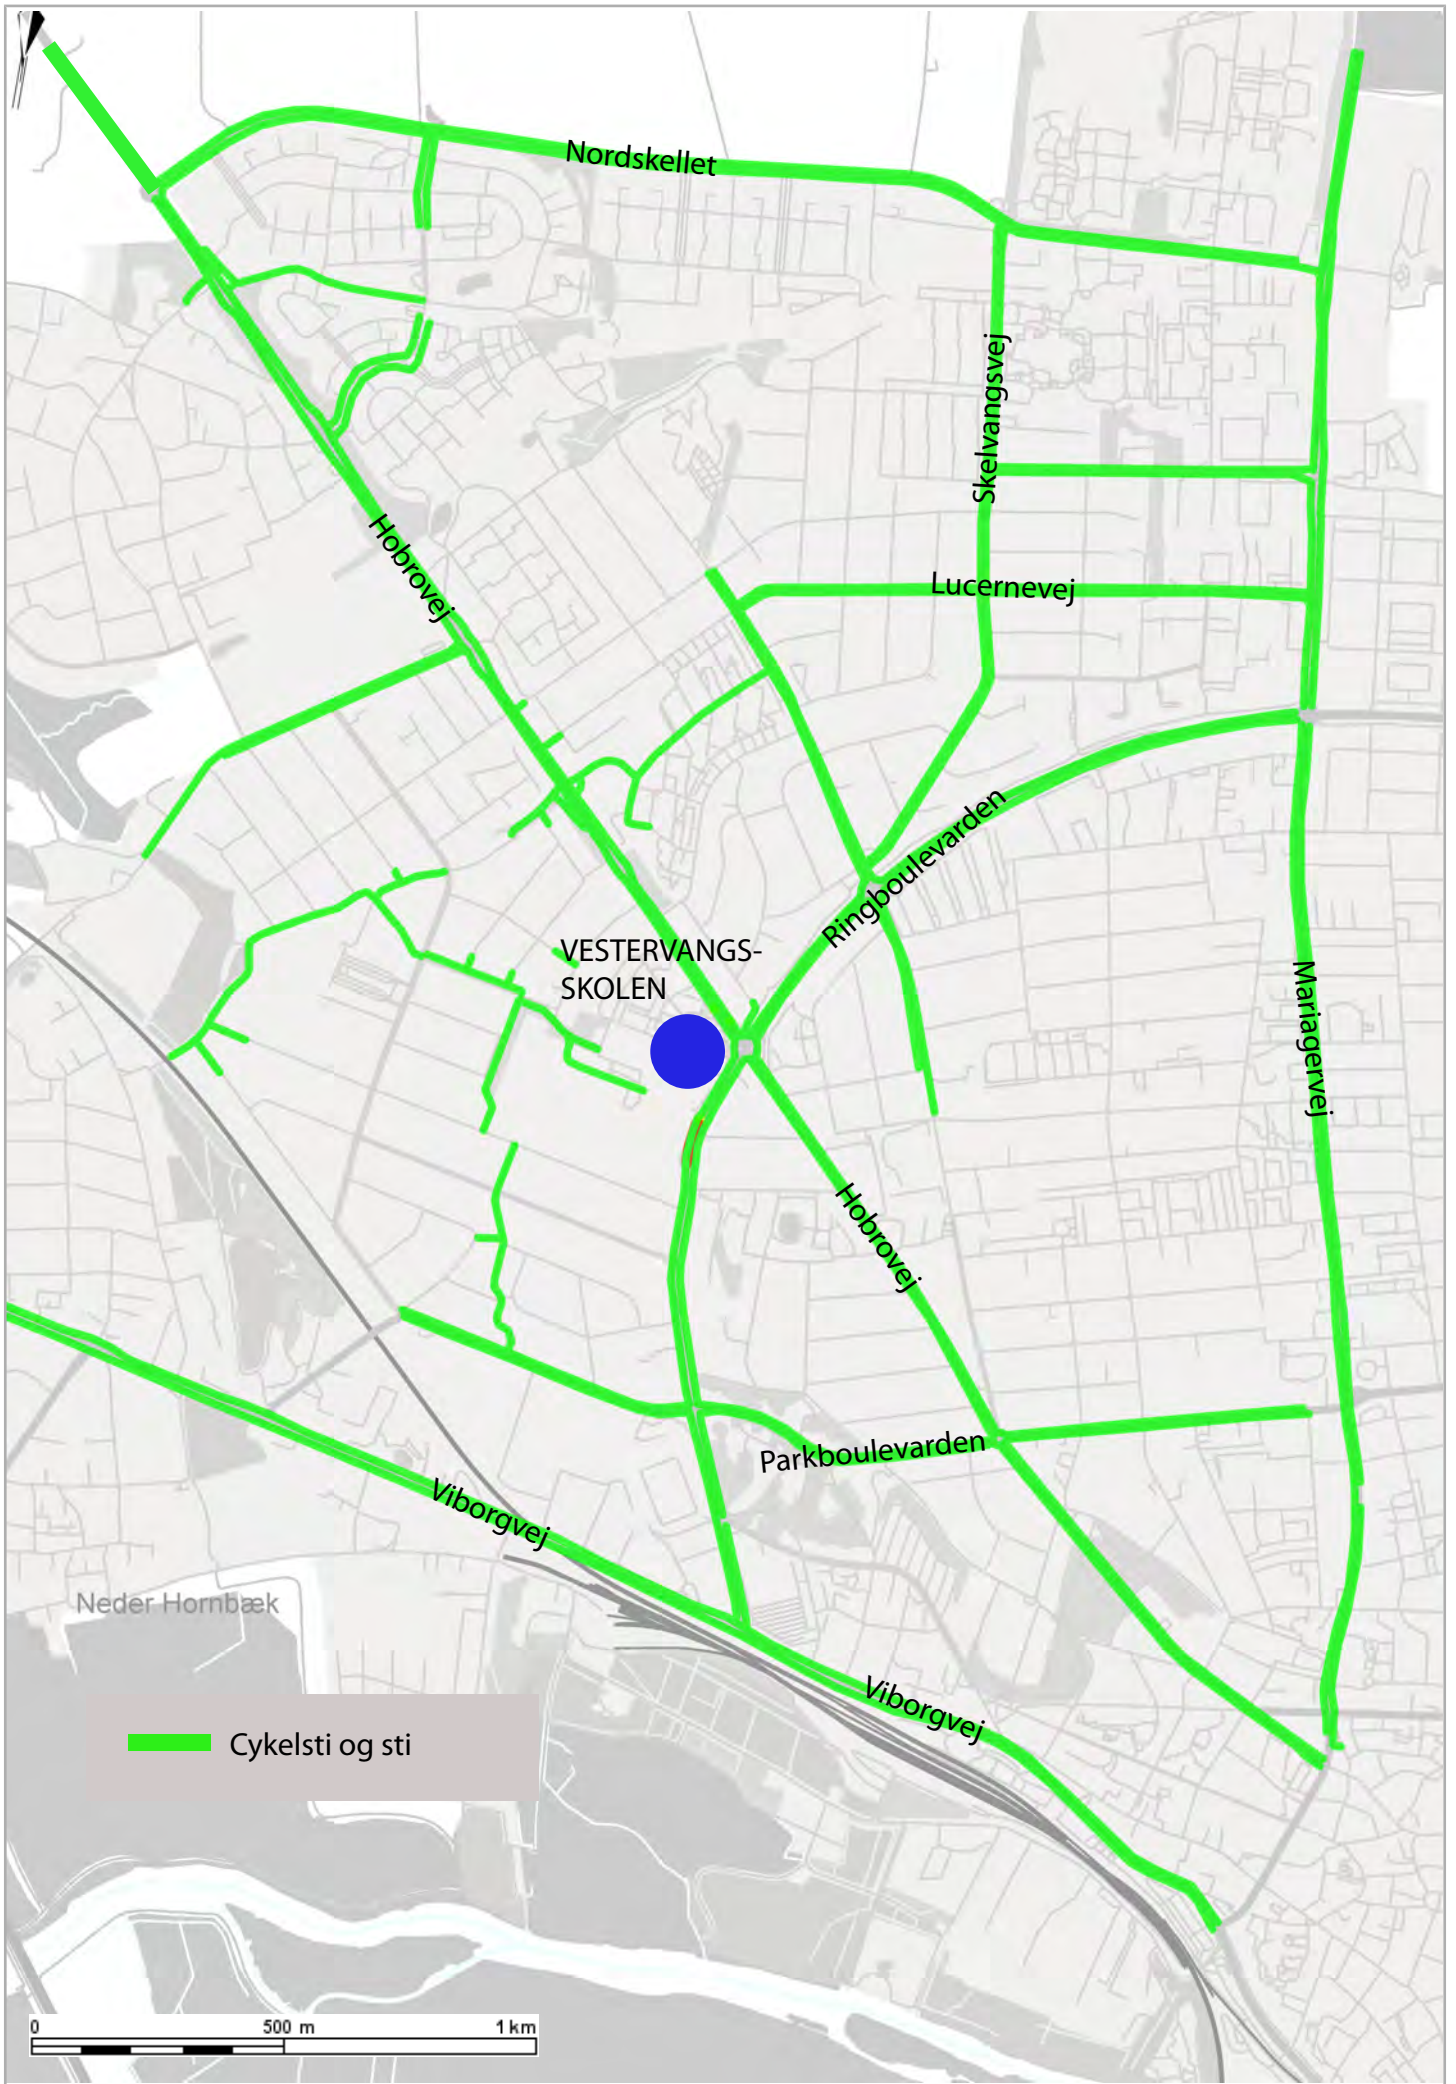 Nordskellet
Skelvangsvej
Hobrovej
Lucernevej
Ringboulevarden
VESTERVANGS-
SKOLEN
Mariagervej
Hobrovej
Parkboulevarden
Viborgvej
Neder Hornbæk
Viborgvej
Cykelsti og sti
0 500 m 1 km